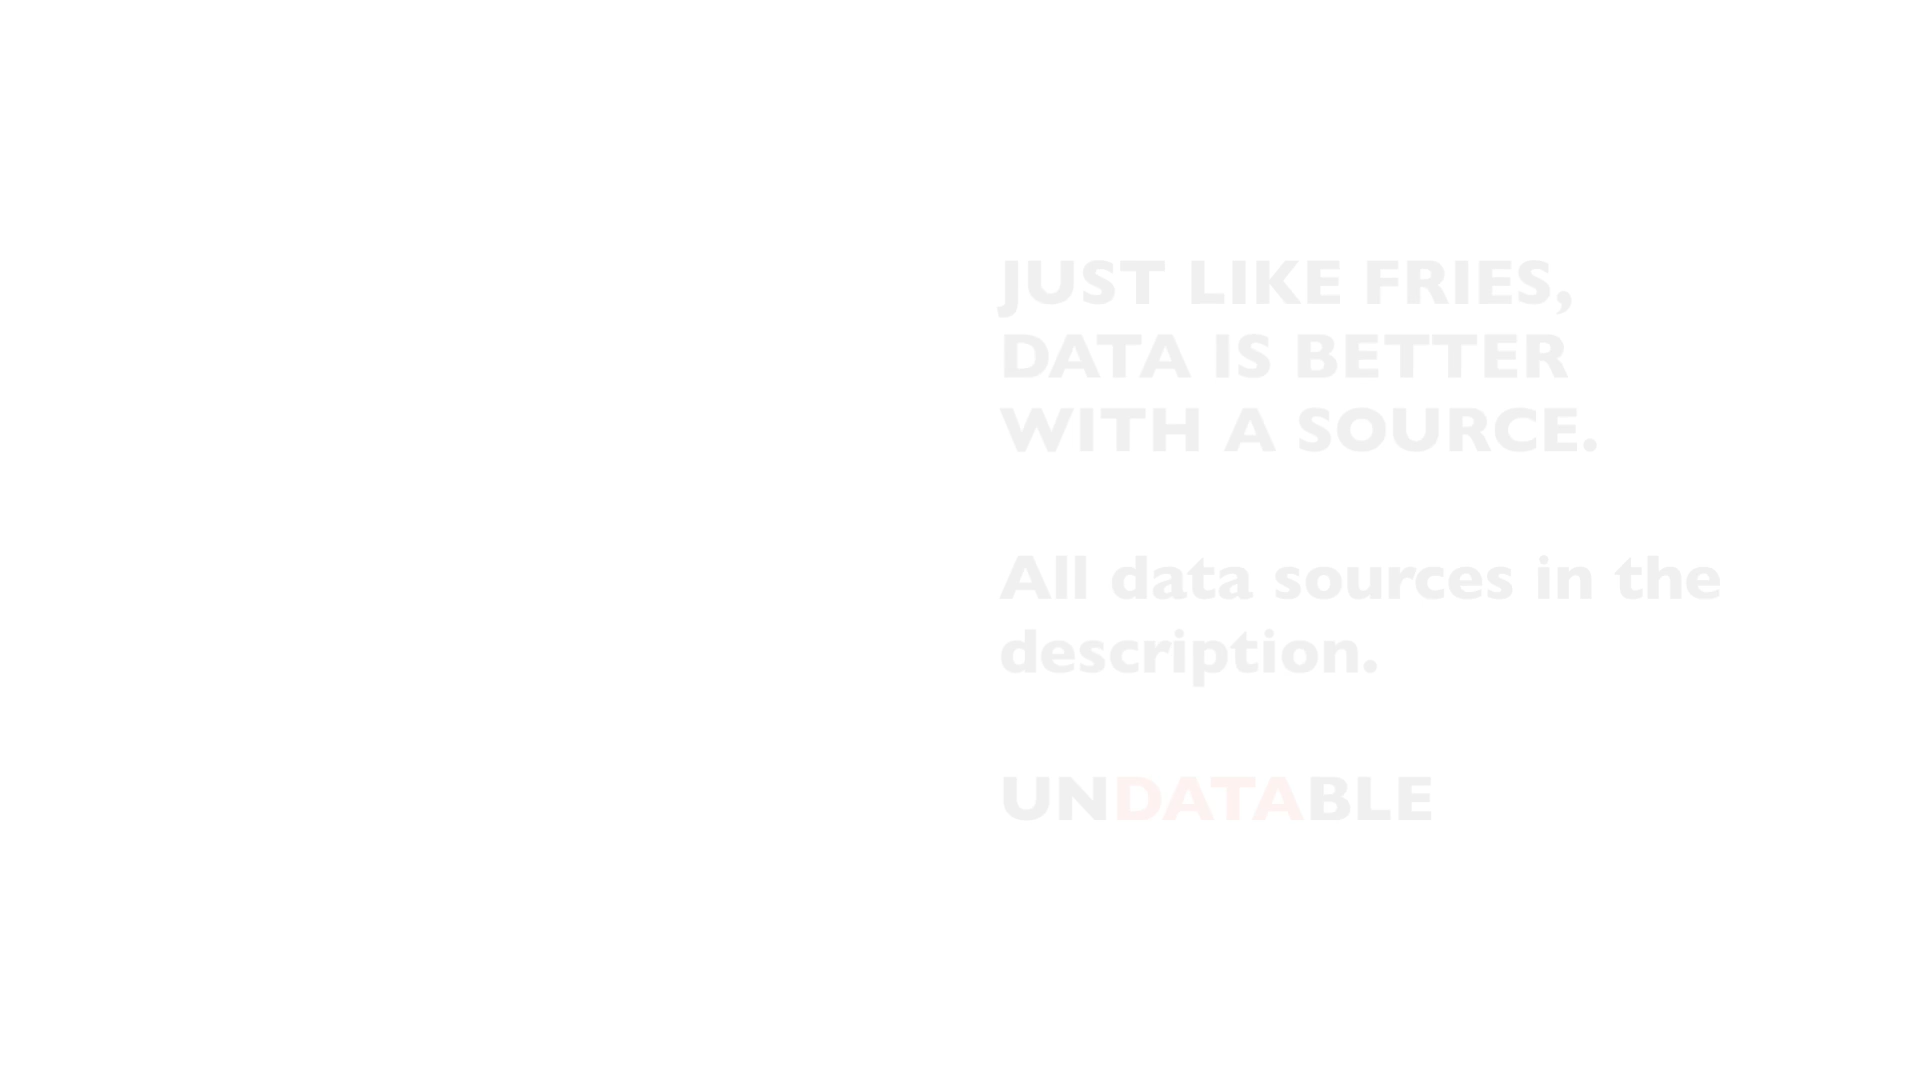 JUST LIKE FRIES,
DATA IS BETTER
WITH A SOURCE.
All data sources in the
description.
UNDATABLE